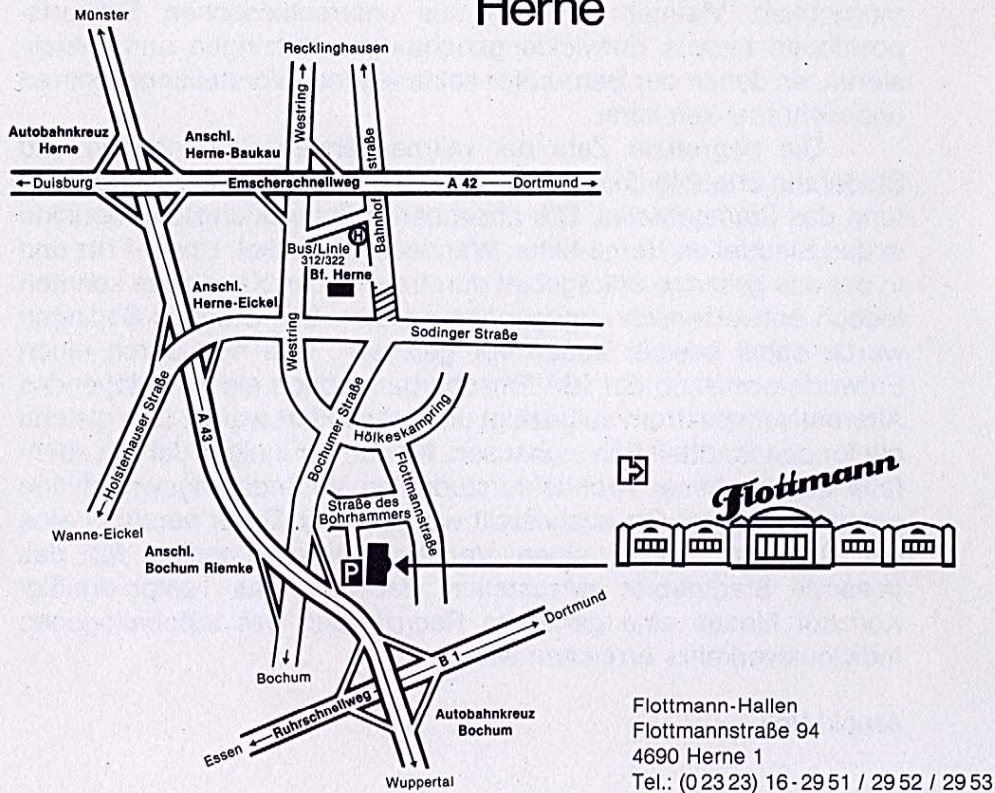 Herne
Münster
Recklinghausen
Westring
Bahnhof
straße
Autobahnkreuz
Herne
Anschl.
Herne-Baukau
Duisburg
Emscherschnellweg
A 42
Dortmund
Bus/Linie
312/322
Bf. Herne
H
Anschl.
Herne-Eickel
Westring
Sodinger Straße
Holsterhauser Straße
A 43
Bochumer Straße
Hölkeskampring
Flottmannstraße
Straße des
Bohrhammers
P
Wanne-Eickel
Anschl.
Bochum Riemke
Flottmann
Bochum
Dortmund
B 1
Ruhrschnellweg
Essen
Autobahnkreuz
Bochum
Wuppertal
Flottmann-Hallen
Flottmannstraße 94
4690 Herne 1
Tel.: (0 23 23) 16-29 51 / 29 52 / 29 53